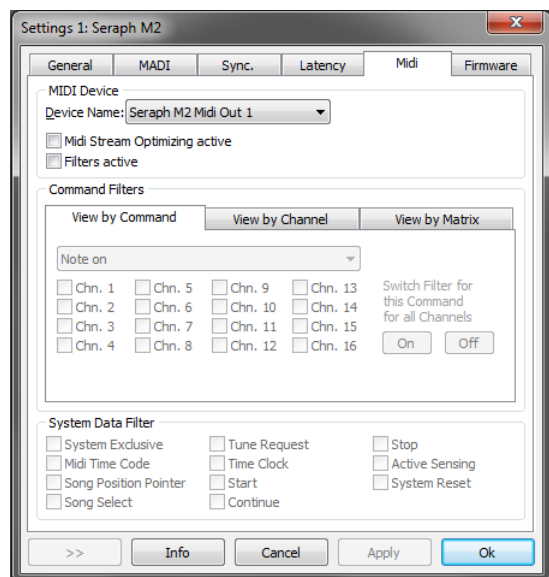 Settings 1: Seraph M2
General MADI Sync. Latency Midi Firmware
MIDI Device
Device Name: Seraph M2 Midi Out 1
Midi Stream Optimizing active
Filters active
Command Filters
View by Command View by Channel View by Matrix
Note on
Chn. 1 Chn. 5 Chn. 9 Chn. 13 Switch Filter for
Chn. 2 Chn. 6 Chn. 10 Chn. 14 this Command
Chn. 3 Chn. 7 Chn. 11 Chn. 15 for all Channels
Chn. 4 Chn. 8 Chn. 12 Chn. 16 On Off
System Data Filter
System Exclusive Tune Request Stop
Midi Time Code Time Clock Active Sensing
Song Position Pointer Start System Reset
Song Select Continue
>> Info Cancel Apply Ok